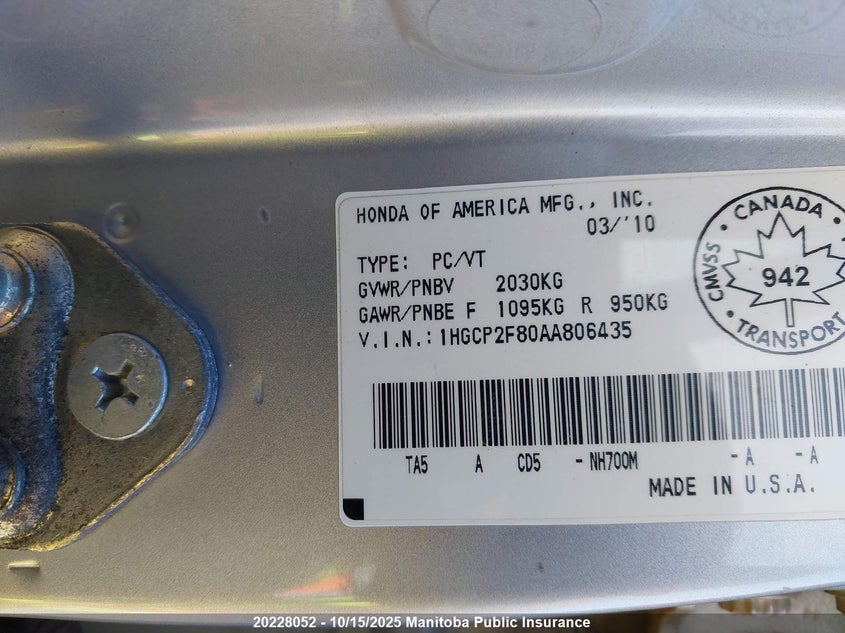 HONDA OF AMERICA MFG., INC.
03/'10
TYPE: PC/VT
GVWR/PNBV 2030KG
GAWR/PNBE F 1095KG R 950KG
V.I.N.: 1HGCP2F80AA806435
CANADA
CMVSS
942
TRANSPORT
TA5 A CD5 - NH700M - A - A
MADE IN U.S.A.
20228052 - 10/15/2025 Manitoba Public Insurance